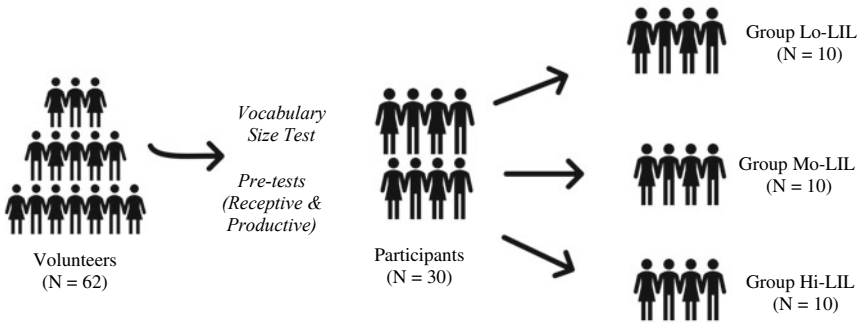 Volunteers
(N = 62)
Vocabulary
Size Test
Pre-tests
(Receptive &
Productive)
Participants
(N = 30)
Group Lo-LIL
(N = 10)
Group Mo-LIL
(N = 10)
Group Hi-LIL
(N = 10)